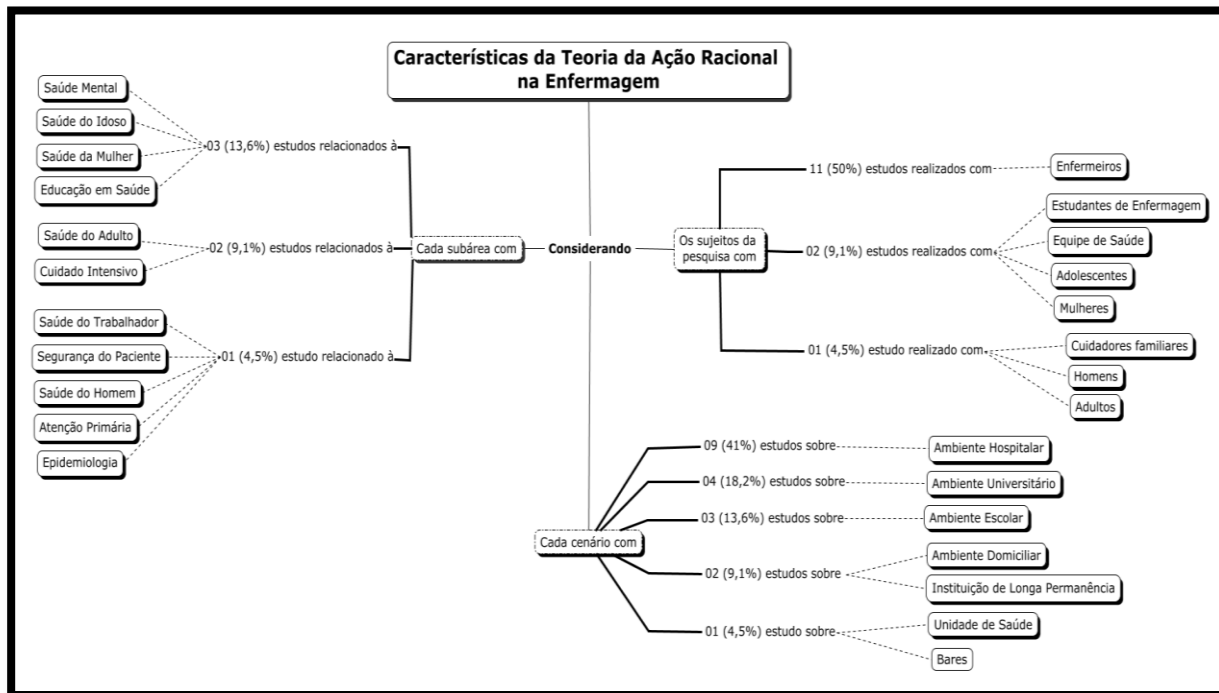 Características da Teoria da Ação Racional
na Enfermagem
Saúde Mental
Saúde do Idoso
Saúde da Mulher
Educação em Saúde
03 (13,6%) estudos relacionados à
Saúde do Adulto
Cuidado Intensivo
02 (9,1%) estudos relacionados à
Saúde do Trabalhador
Segurança do Paciente
Saúde do Homem
Atenção Primária
Epidemiologia
01 (4,5%) estudo relacionado à
Cada subárea com
Considerando
Os sujeitos da
pesquisa com
11 (50%) estudos realizados com
Enfermeiros
02 (9,1%) estudos realizados com
Estudantes de Enfermagem
Equipe de Saúde
Adolescentes
Mulheres
01 (4,5%) estudo realizado com
Cuidadores familiares
Homens
Adultos
Cada cenário com
09 (41%) estudos sobre
Ambiente Hospitalar
04 (18,2%) estudos sobre
Ambiente Universitário
03 (13,6%) estudos sobre
Ambiente Escolar
02 (9,1%) estudos sobre
Ambiente Domiciliar
Instituição de Longa Permanência
01 (4,5%) estudo sobre
Unidade de Saúde
Bares